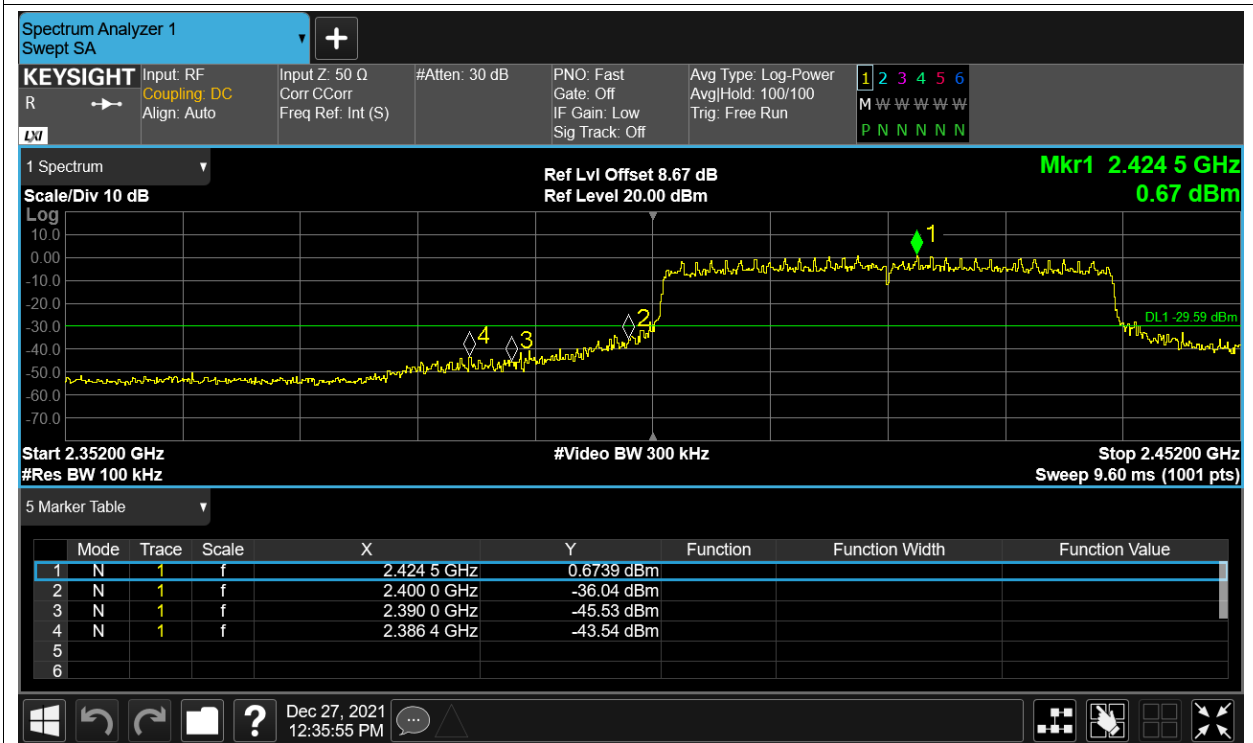 Spectrum Analyzer 1
Swept SA
KEYSIGHT Input: RF Input Z: 50 Ω #Atten: 30 dB PNO: Fast Avg Type: Log-Power 1 2 3 4 5 6
R Coupling: DC Corr CCorr Gate: Off Avg|Hold: 100/100 M W W W W W
Align: Auto Freq Ref: Int (S) IF Gain: Low Trig: Free Run
LXI Sig Track: Off P N N N N N
1 Spectrum Ref Lvl Offset 8.67 dB Mkr1 2.424 5 GHz
Scale/Div 10 dB Ref Level 20.00 dBm 0.67 dBm
Log
10.0
0.00
-10.0
-20.0
-30.0
-40.0
-50.0
-60.0
-70.0
1
2
3
4
DL1 -29.59 dBm
Start 2.35200 GHz #Video BW 300 kHz Stop 2.45200 GHz
#Res BW 100 kHz Sweep 9.60 ms (1001 pts)
5 Marker Table
Mode Trace Scale X Y Function Function Width Function Value
1 N 1 f 2.424 5 GHz 0.6739 dBm
2 N 1 f 2.400 0 GHz -36.04 dBm
3 N 1 f 2.390 0 GHz -45.53 dBm
4 N 1 f 2.386 4 GHz -43.54 dBm
5
6
? Dec 27, 2021
12:35:55 PM